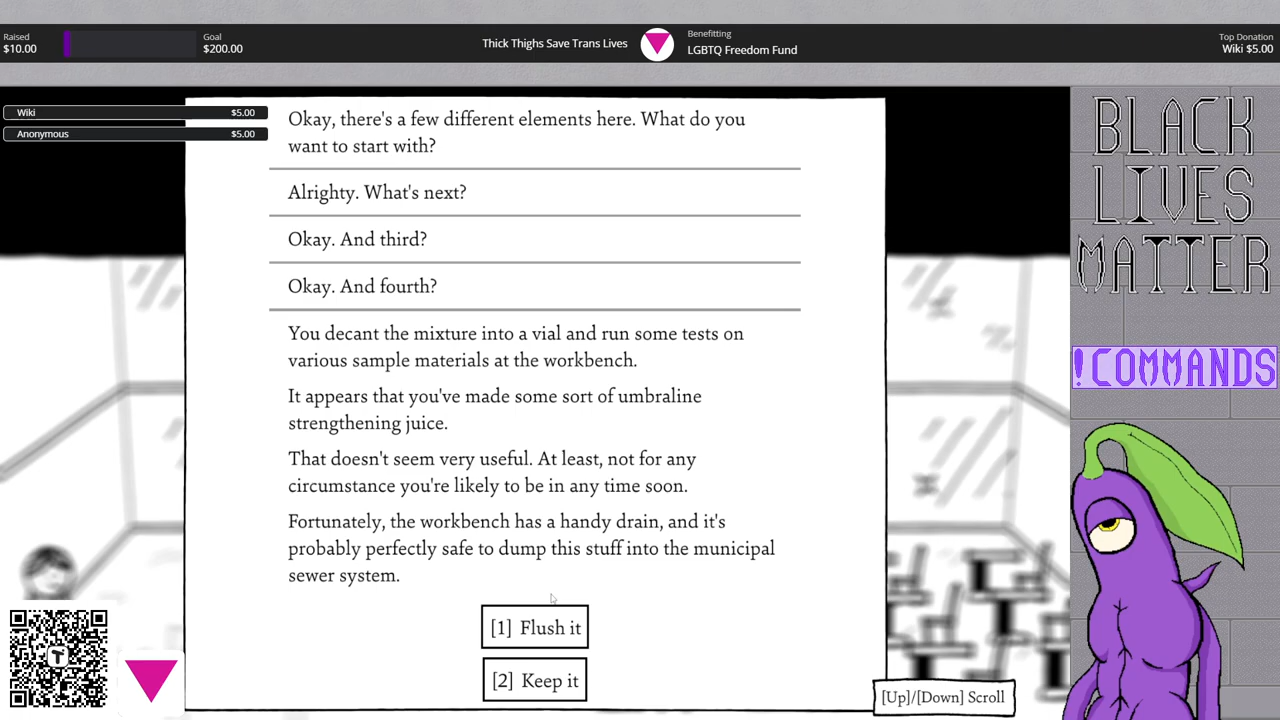 Raised
$10.00
Goal
$200.00
Thick Thighs Save Trans Lives
Benefitting
LGBTQ Freedom Fund
Top Donation
Wiki $5.00
Wiki $5.00
Anonymous $5.00
Okay, there's a few different elements here. What do you
want to start with?
Alrighty. What's next?
Okay. And third?
Okay. And fourth?
You decant the mixture into a vial and run some tests on
various sample materials at the workbench.
It appears that you've made some sort of umbraline
strengthening juice.
That doesn't seem very useful. At least, not for any
circumstance you're likely to be in any time soon.
Fortunately, the workbench has a handy drain, and it's
probably perfectly safe to dump this stuff into the municipal
sewer system.
[1] Flush it
[2] Keep it
[Up]/[Down] Scroll
BLACK
LIVES
MATTER
!COMMANDS
T